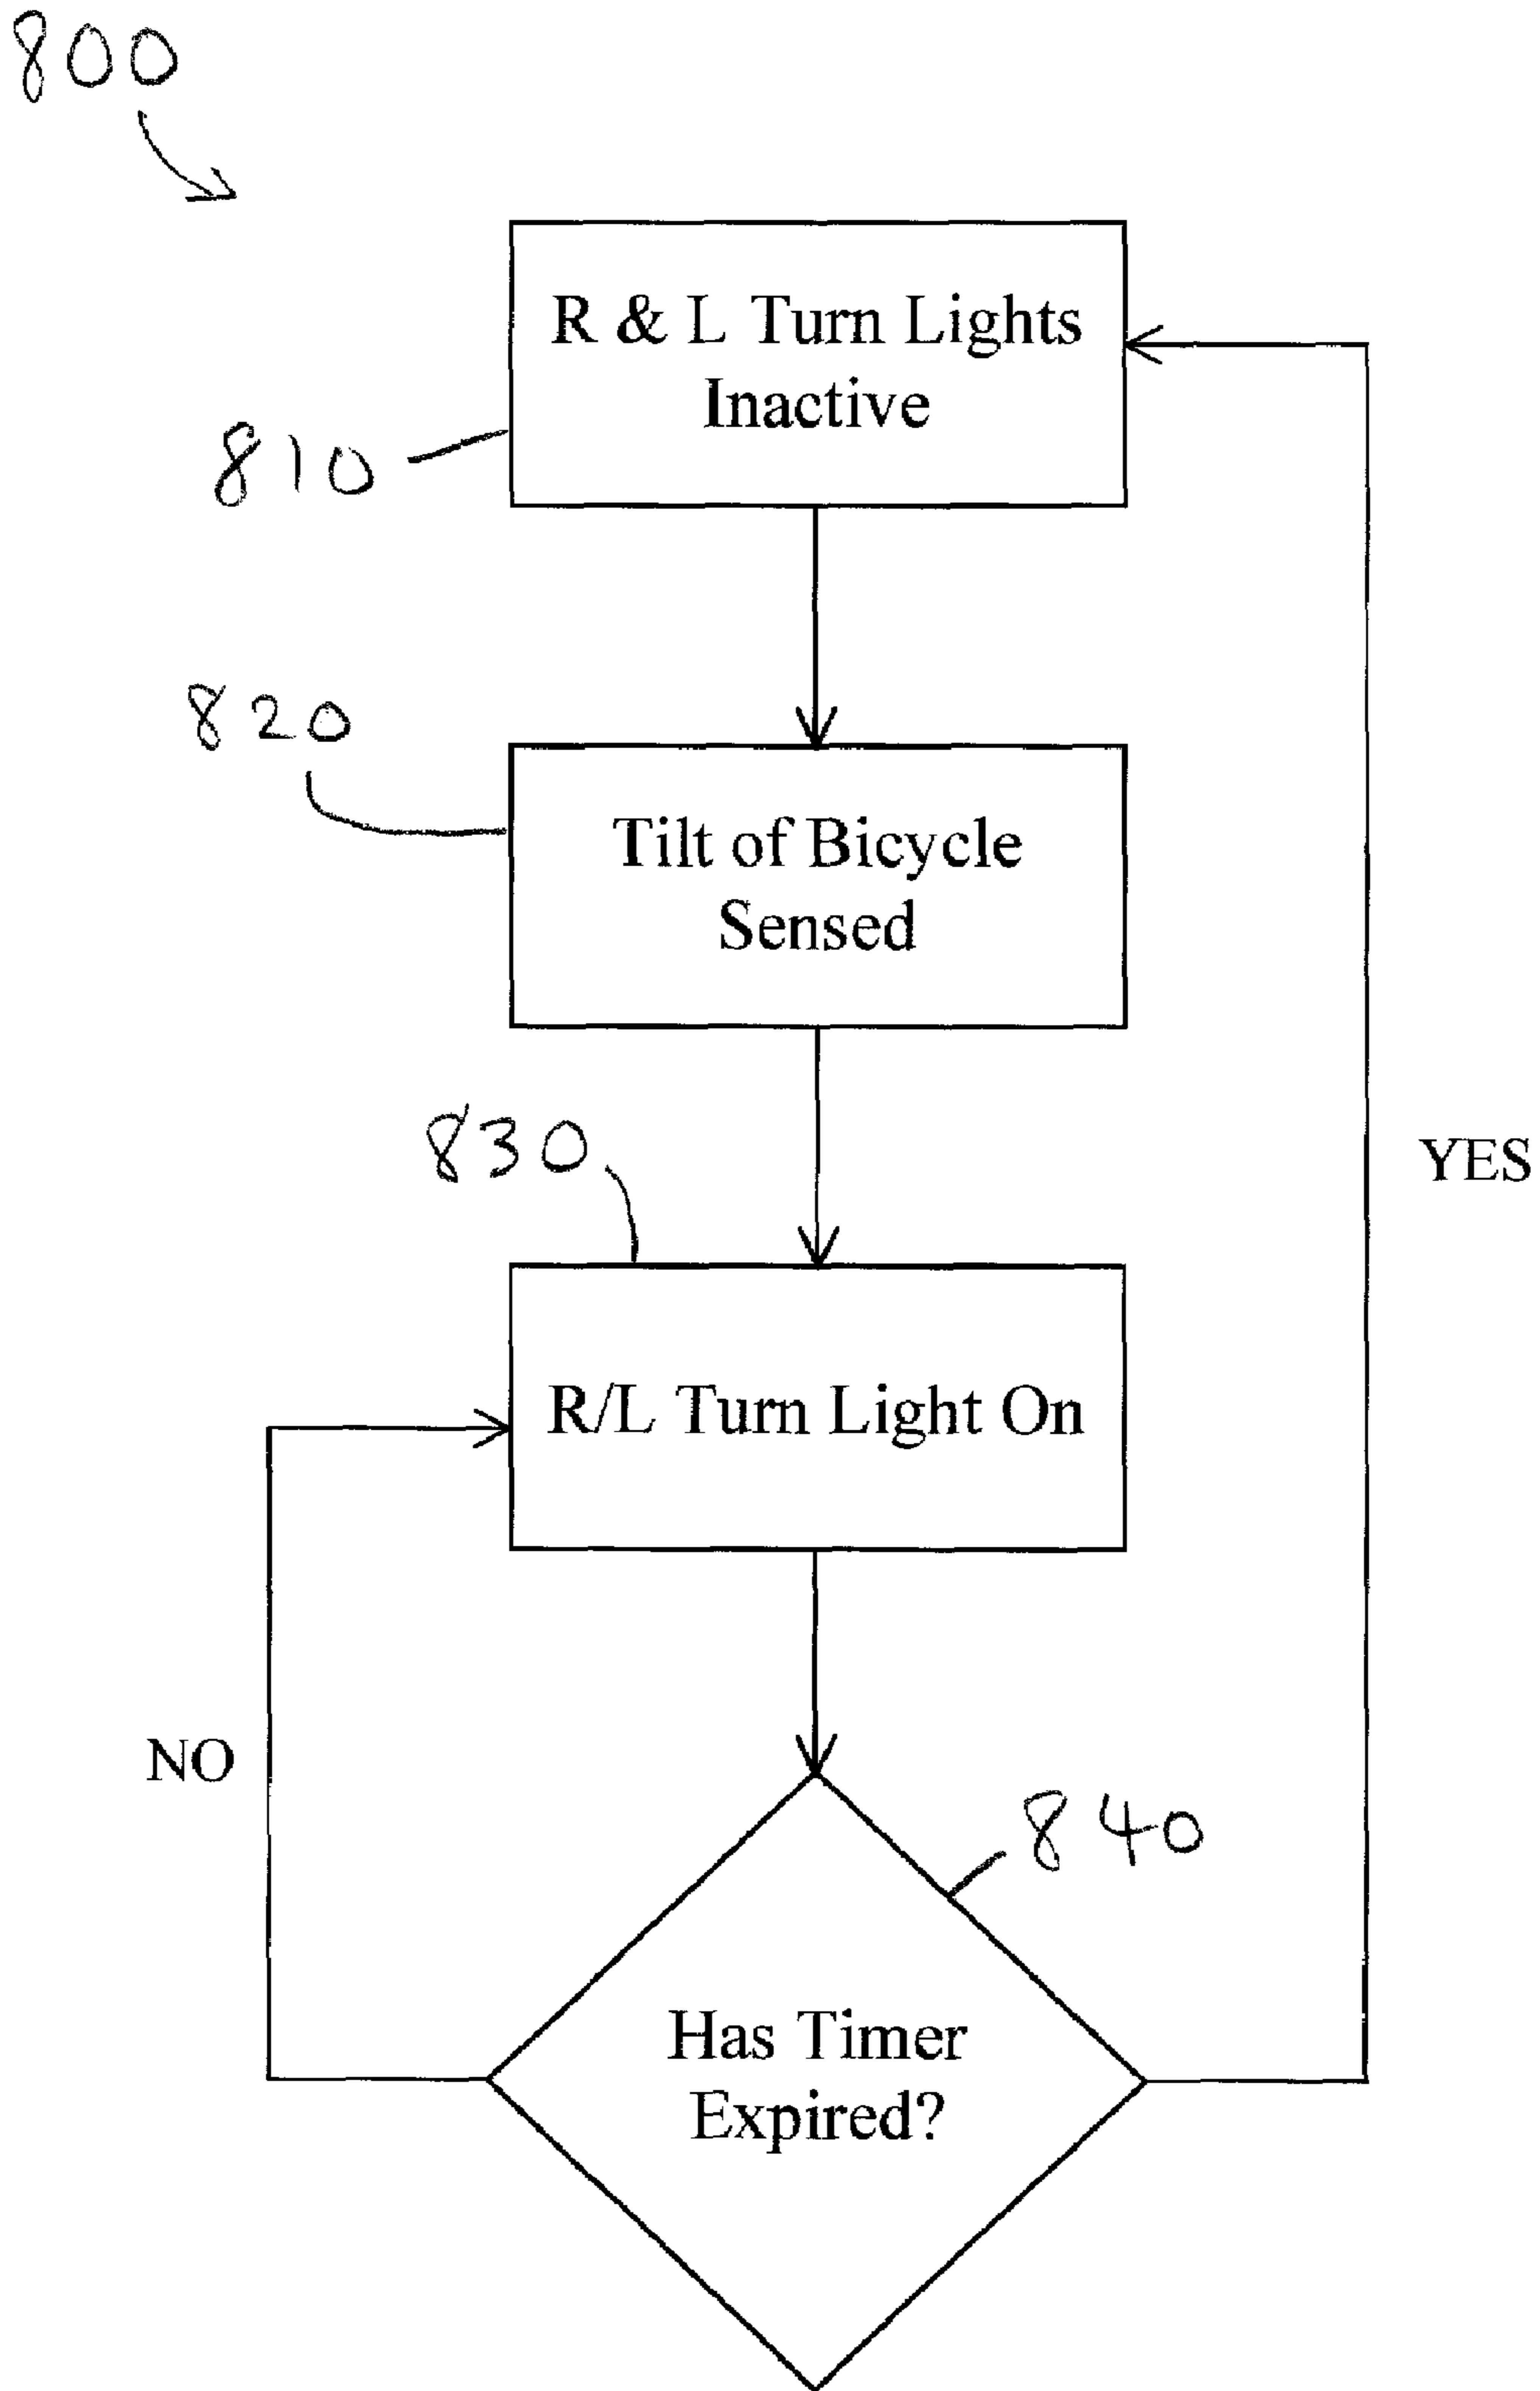 800
R & L Turn Lights
Inactive
810
820
Tilt of Bicycle
Sensed
830
YES
R/L Turn Light On
NO
840
Has Timer
Expired?